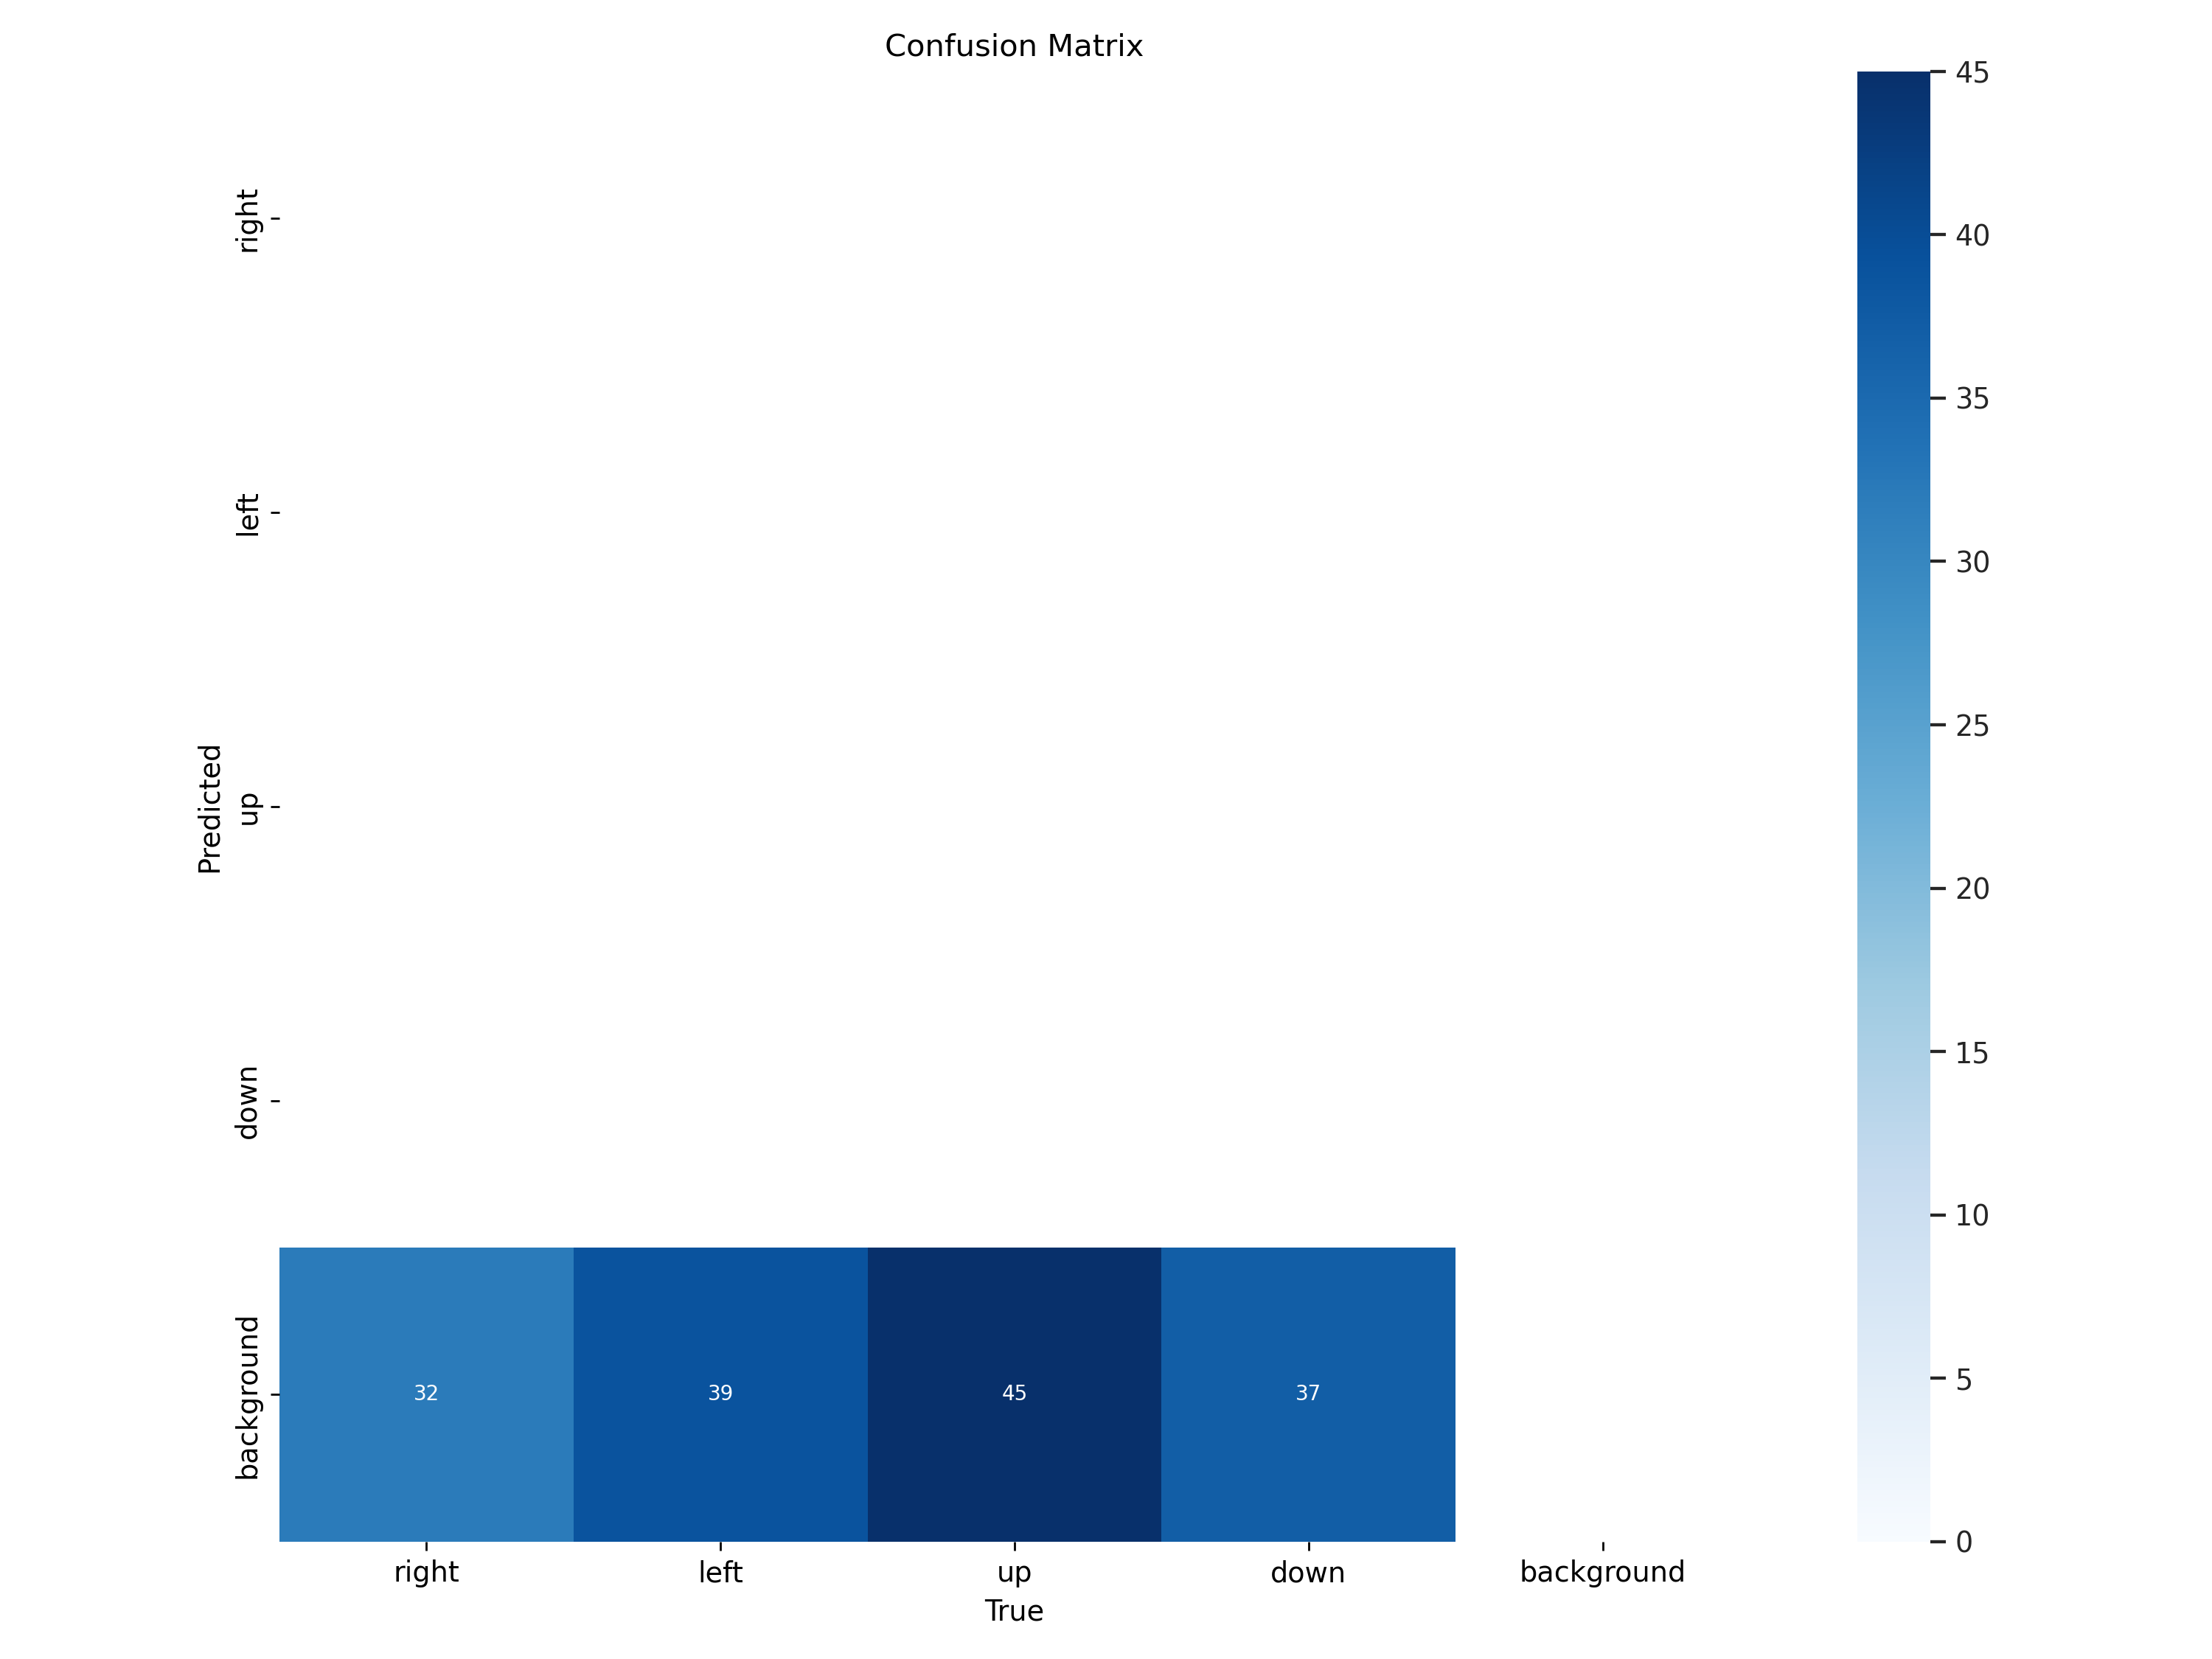 Confusion Matrix
right
left
up
down
background
Predicted
32 39 45 37
right left up down background
True
45
40
35
30
25
20
15
10
5
0